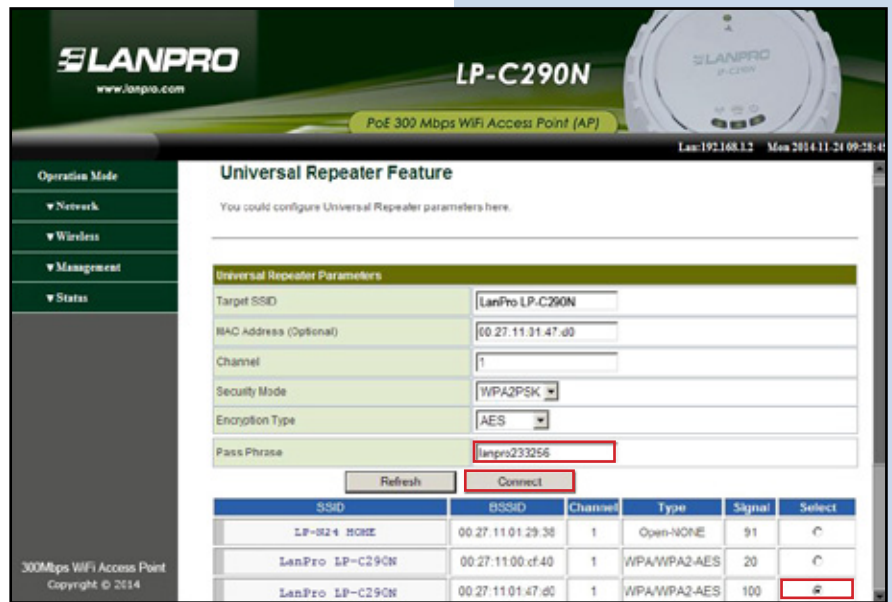 LANPRO
www.lanpro.com
LP-C290N
PoE 300 Mbps WiFi Access Point (AP)
LANPRO
Lan:192.168.1.2 Mon 2014-11-24 09:28:4
Operation Mode
▼Network
▼Wireless
▼Management
▼Status
300Mbps WiFi Access Point
Copyright © 2014
Universal Repeater Feature
You could configure Universal Repeater parameters here.
Universal Repeater Parameters
Target SSID LanPro LP-C290N
MAC Address (Optional) 00:27:11:01:47:d0
Channel 1
Security Mode WPA2PSK
Encryption Type AES
Pass Phrase lanpro233256
Refresh Connect
SSID BSSID Channel Type Signal Select
LP-N24 HOME 00:27:11:01:29:38 1 Open-NONE 91
LanPro LP-C290N 00:27:11:00:cf:40 1 WPA/WPA2-AES 20
LanPro LP-C290N 00:27:11:01:47:d0 1 WPA/WPA2-AES 100